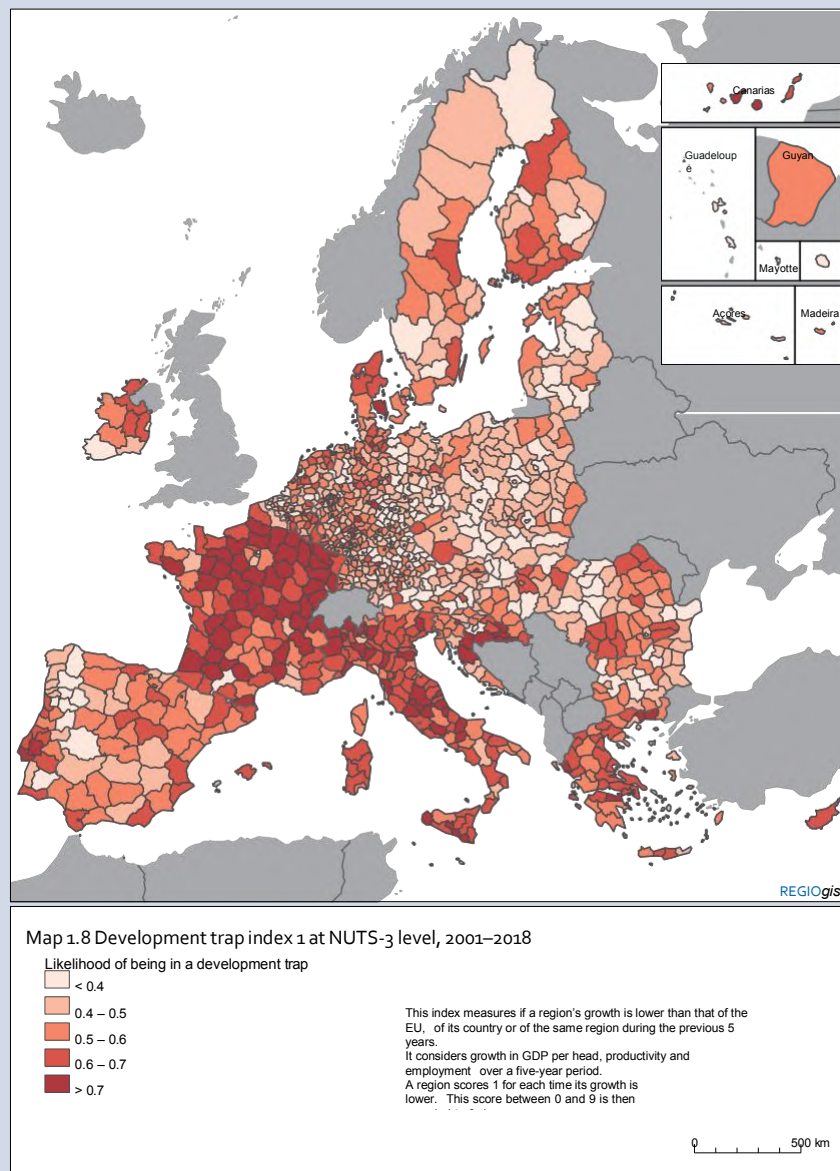 Canarias
Guadeloup
é
Guyan
Mayotte
Açores
Madeira
REGIOgis
Map 1.8 Development trap index 1 at NUTS-3 level, 2001–2018
Likelihood of being in a development trap
< 0.4
0.4 – 0.5
0.5 – 0.6
0.6 – 0.7
> 0.7
This index measures if a region's growth is lower than that of the
EU, of its country or of the same region during the previous 5
years.
It considers growth in GDP per head, productivity and
employment over a five-year period.
A region scores 1 for each time its growth is
lower. This score between 0 and 9 is then
0 500 km